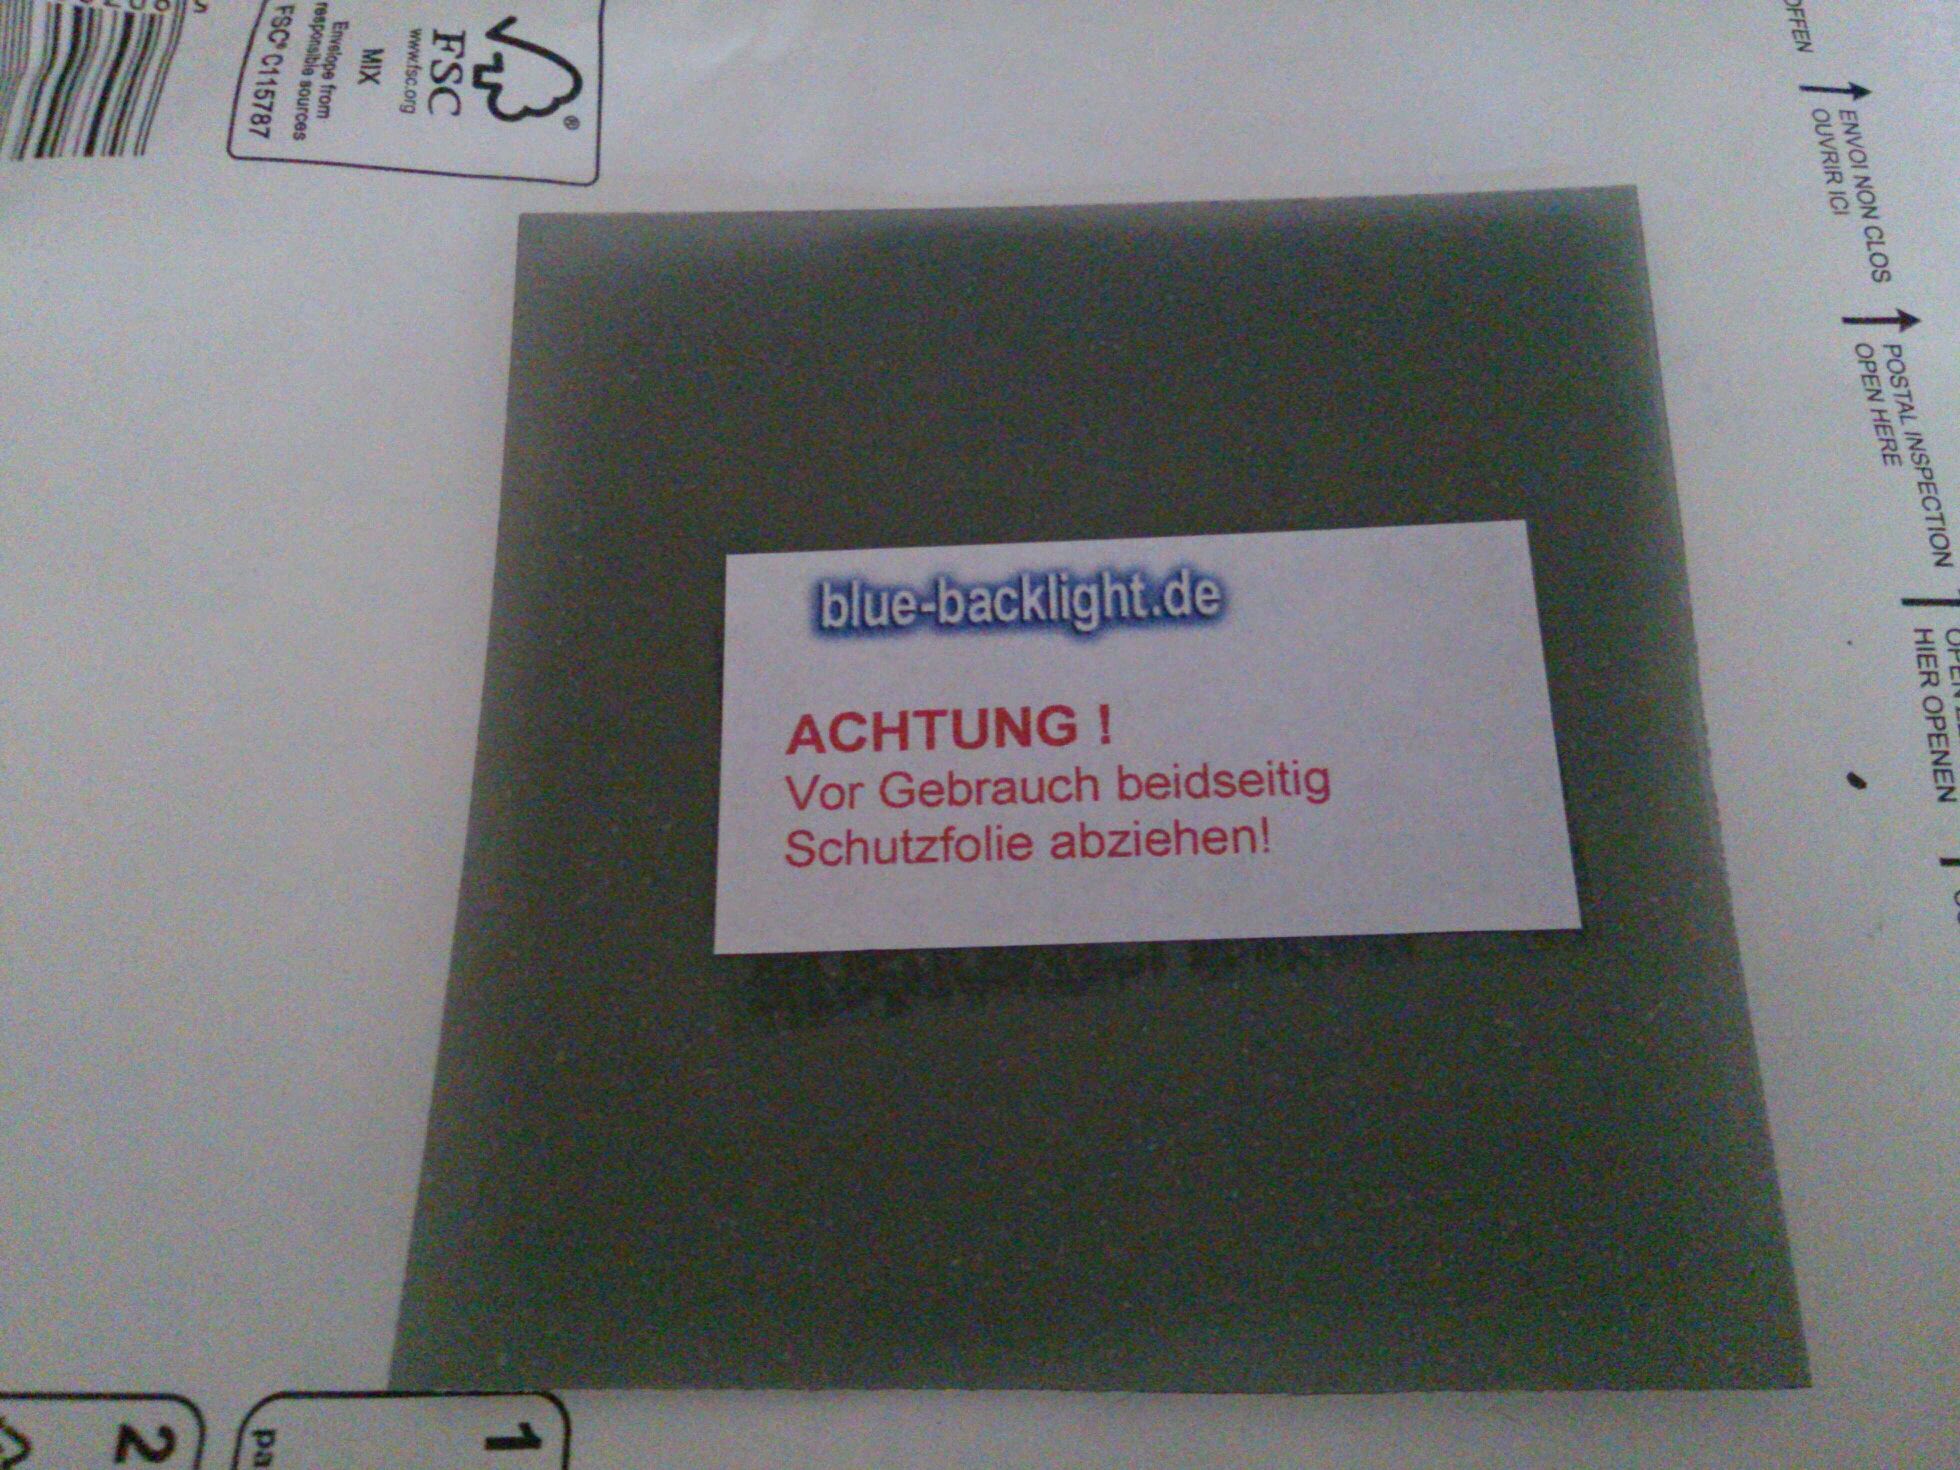 blue-backlight.de
ACHTUNG !
Vor Gebrauch beidseitig
Schutzfolie abziehen!
FSC
®
www.fsc.org
MIX
Envelope from
responsible sources
FSC® C115787
ENVOI NON CLOS
OUVRIR ICI
POSTAL INSPECTION
OPEN HERE
HIER OPENEN
1
2